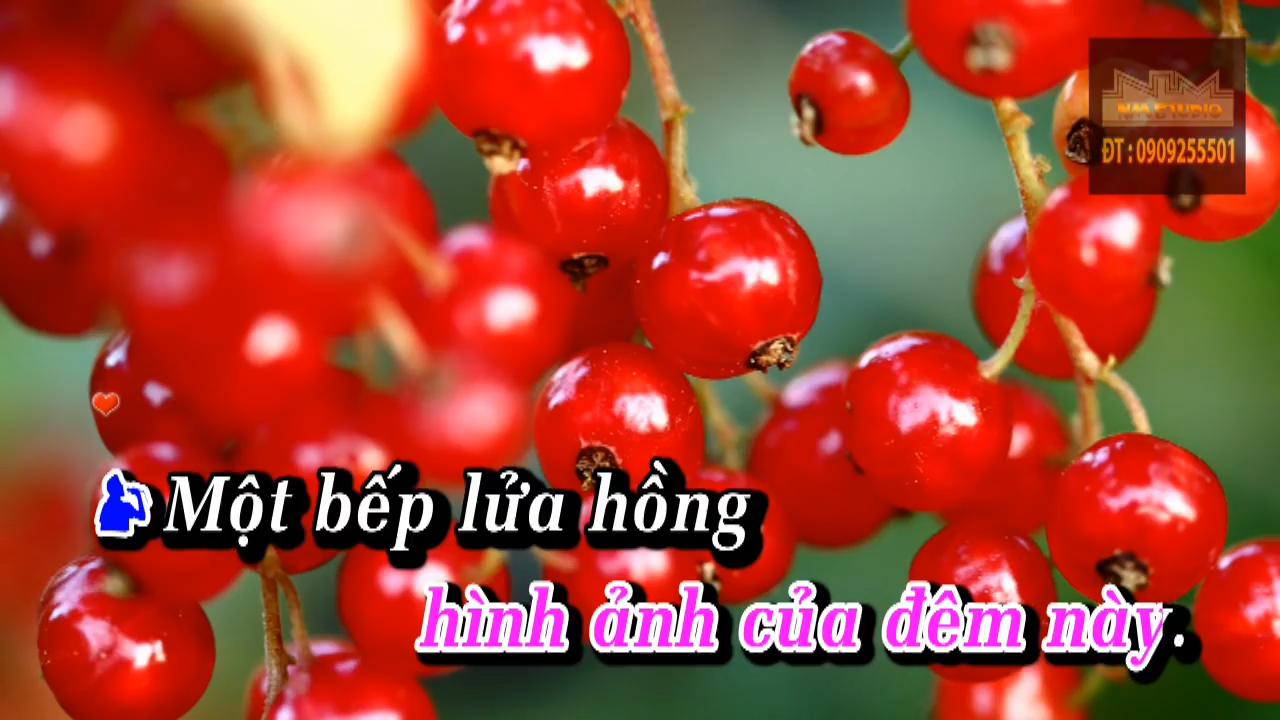 NM STUDIO
ĐT : 0909255501
Một bếp lửa hồng
hình ảnh của đêm này.